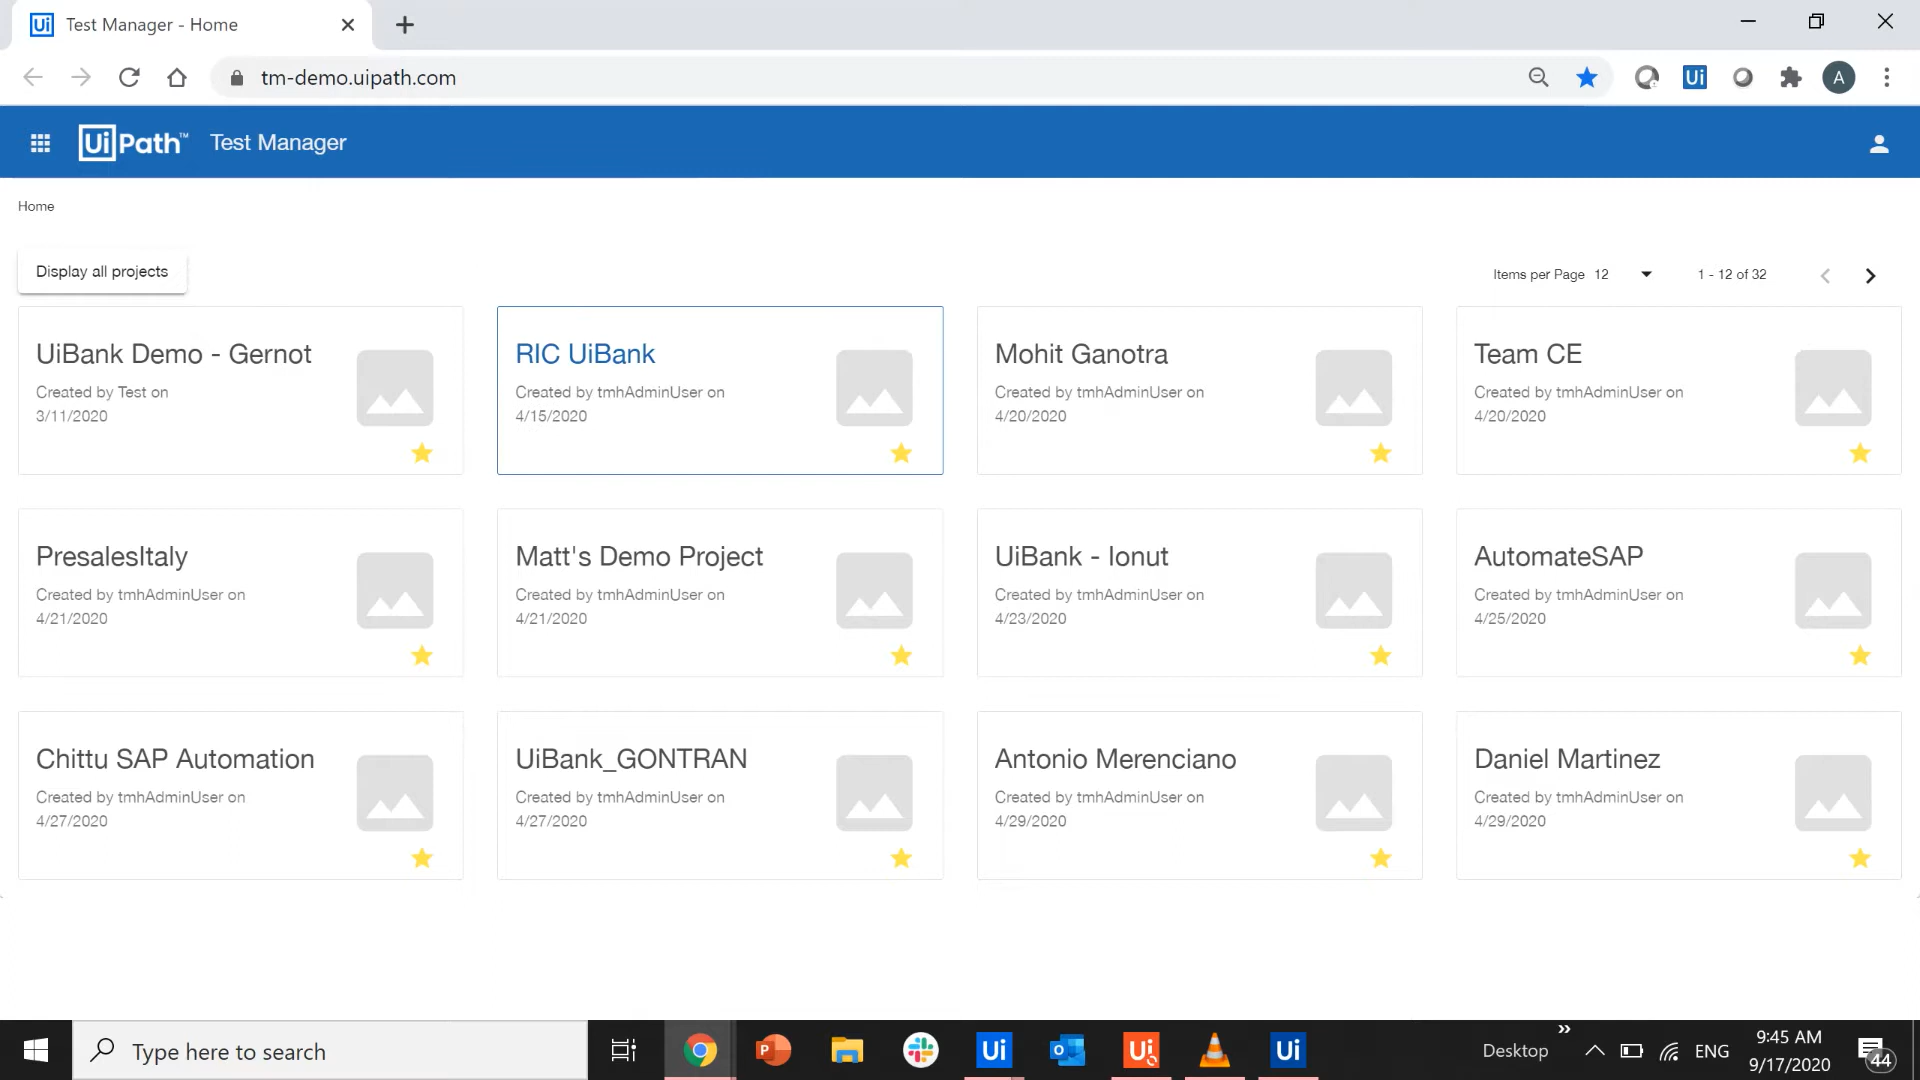 Test Manager - Home
tm-demo.uipath.com
Ui
A
UiPath™ Test Manager
Home
Display all projects
Items per Page 12
1 - 12 of 32
UiBank Demo - Gernot
Created by Test on
3/11/2020
RIC UiBank
Created by tmhAdminUser on
4/15/2020
Mohit Ganotra
Created by tmhAdminUser on
4/20/2020
Team CE
Created by tmhAdminUser on
4/20/2020
PresalesItaly
Created by tmhAdminUser on
4/21/2020
Matt's Demo Project
Created by tmhAdminUser on
4/21/2020
UiBank - Ionut
Created by tmhAdminUser on
4/23/2020
AutomateSAP
Created by tmhAdminUser on
4/25/2020
Chittu SAP Automation
Created by tmhAdminUser on
4/27/2020
UiBank_GONTRAN
Created by tmhAdminUser on
4/27/2020
Antonio Merenciano
Created by tmhAdminUser on
4/29/2020
Daniel Martinez
Created by tmhAdminUser on
4/29/2020
Type here to search
Desktop
ENG
9:45 AM
9/17/2020
44